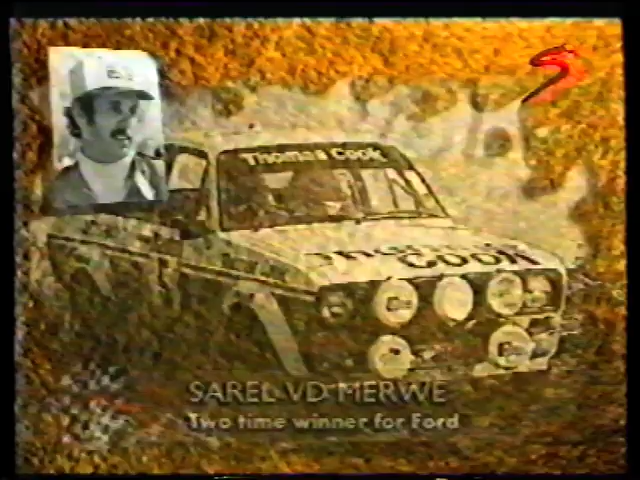 Thomas Cook
COOK
SAREL VD MERWE
Two time winner for Ford